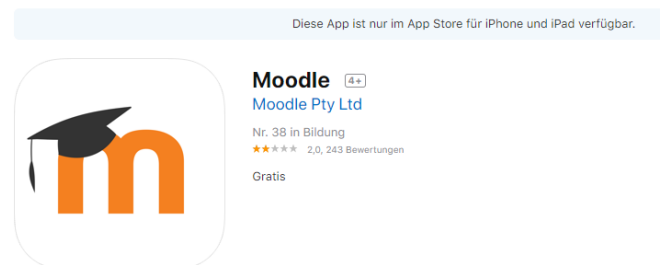 Diese App ist nur im App Store für iPhone und iPad verfügbar.
Moodle 4+
Moodle Pty Ltd
Nr. 38 in Bildung
★★★★★ 2,0, 243 Bewertungen
Gratis
m